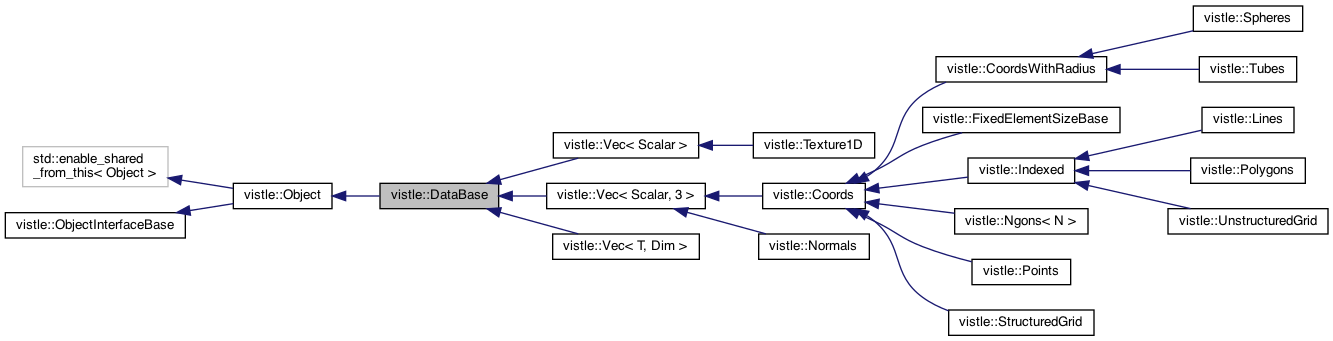 std::enable_shared
_from_this< Object >
vistle::ObjectInterfaceBase
vistle::Object
vistle::DataBase
vistle::Vec< Scalar >
vistle::Vec< Scalar, 3 >
vistle::Vec< T, Dim >
vistle::Texture1D
vistle::Coords
vistle::Normals
vistle::CoordsWithRadius
vistle::FixedElementSizeBase
vistle::Indexed
vistle::Ngons< N >
vistle::Points
vistle::StructuredGrid
vistle::Spheres
vistle::Tubes
vistle::Lines
vistle::Polygons
vistle::UnstructuredGrid